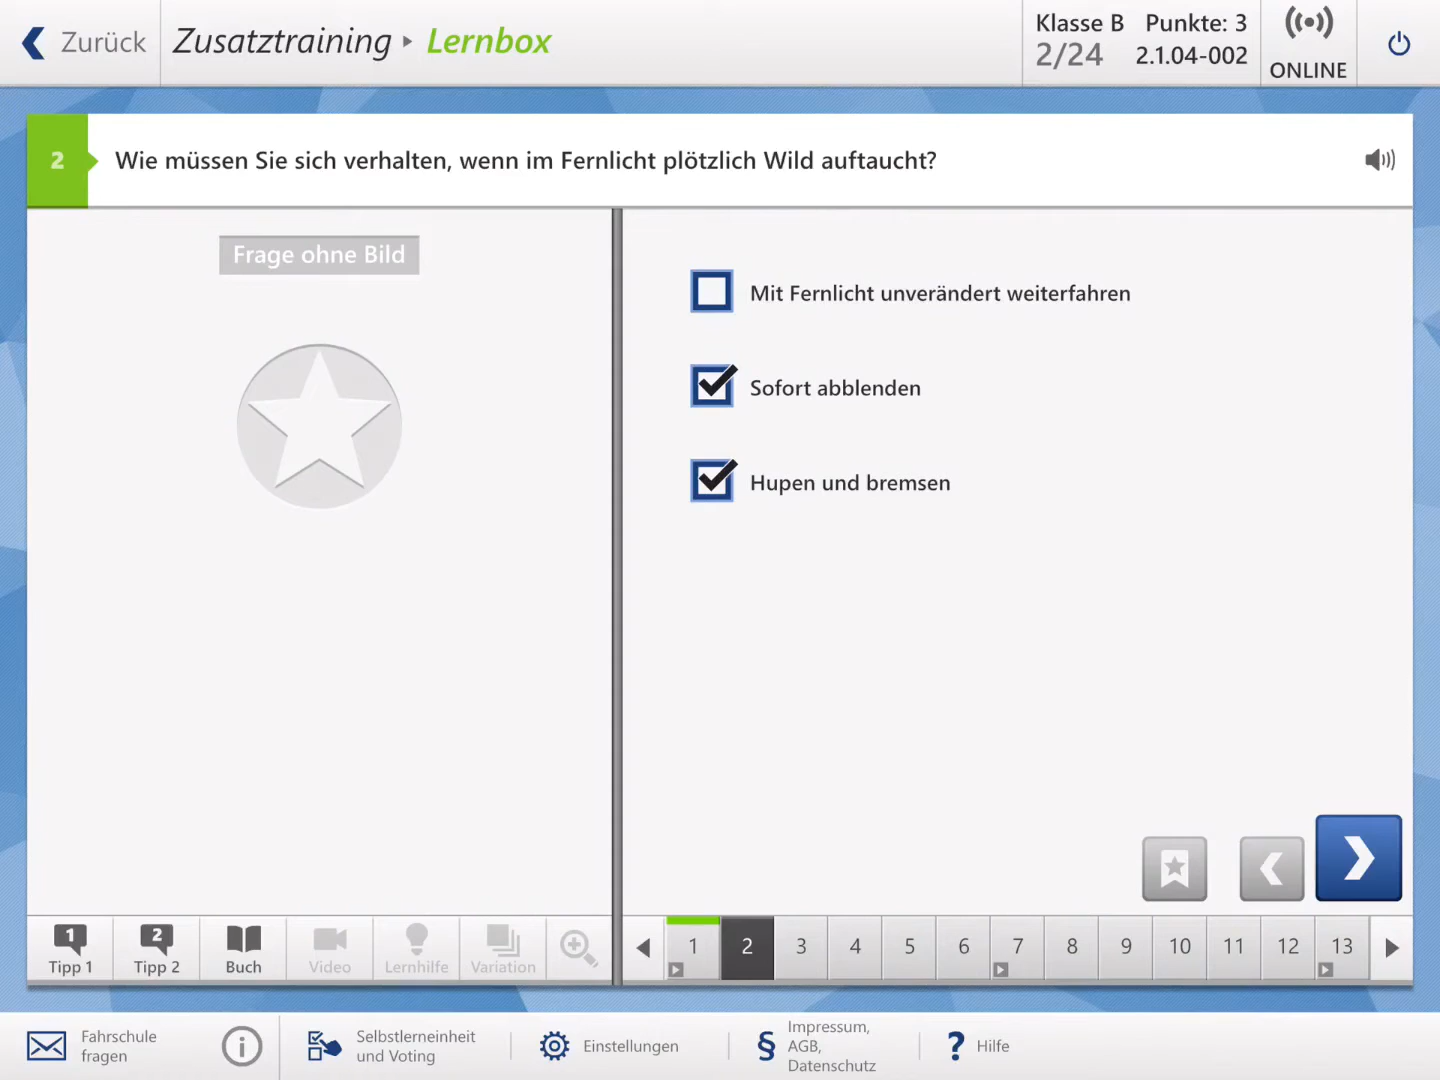 Zurück
Zusatztraining ▸ Lernbox
Klasse B Punkte: 3
2/24 2.1.04-002
ONLINE
2
Wie müssen Sie sich verhalten, wenn im Fernlicht plötzlich Wild auftaucht?
Frage ohne Bild
Mit Fernlicht unverändert weiterfahren
Sofort abblenden
Hupen und bremsen
1
Tipp 1
2
Tipp 2
Buch
Video
Lernhilfe
Variation
1 2 3 4 5 6 7 8 9 10 11 12 13
Fahrschule
fragen
i
Selbstlerneinheit
und Voting
Einstellungen
§
Impressum,
AGB,
Datenschutz
? Hilfe